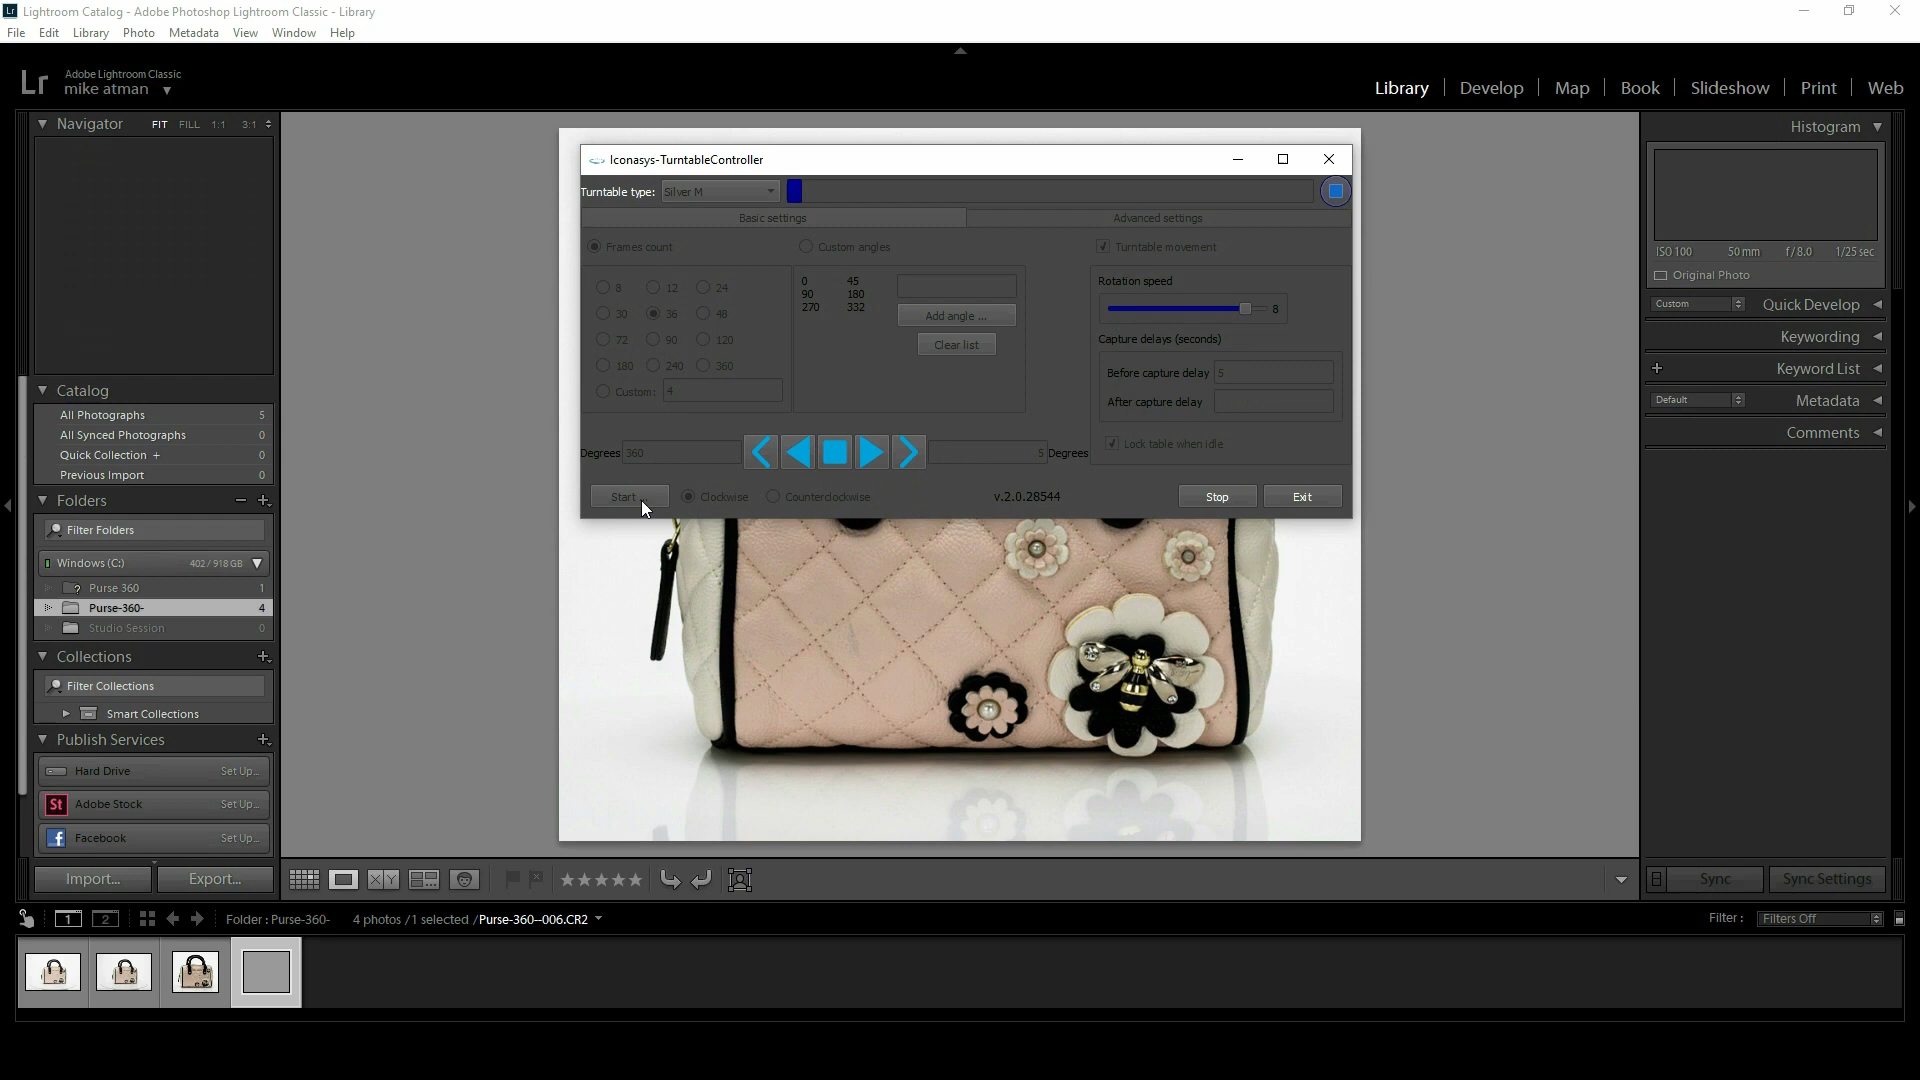 Lr Lightroom Catalog - Adobe Photoshop Lightroom Classic - Library
File Edit Library Photo Metadata View Window Help
Lr Adobe Lightroom Classic
mike atman
Library Develop Map Book Slideshow Print Web
Navigator FIT FILL 1:1 3:1
Histogram
ISO 100 50 mm f / 8.0 1/25 sec
Original Photo
Custom Quick Develop
Keywording
+ Keyword List
Default Metadata
Comments
Catalog
All Photographs 5
All Synced Photographs 0
Quick Collection + 0
Previous Import 0
Folders
Filter Folders
Windows (C:) 402 / 918 GB
? Purse 360 1
Purse-360- 4
Studio Session 0
Collections
Filter Collections
Smart Collections
Publish Services
Hard Drive Set Up...
St Adobe Stock Set Up...
f Facebook Set Up...
Import... Export...
Iconasys-TurntableController
Turntable type: Silver M
Basic settings Advanced settings
Frames count Custom angles Turntable movement
8 12 24
30 36 48
72 90 120
180 240 360
Custom: 4
0 45
90 180
270 332
Add angle ...
Clear list
Rotation speed
8
Capture delays (seconds)
Before capture delay 5
After capture delay
Lock table when idle
Degrees 360 5 Degrees
Start ... Clockwise Counterclockwise v.2.0.28544 Stop Exit
X Y
Sync Sync Settings
1 2 Folder : Purse-360- 4 photos / 1 selected / Purse-360--006.CR2
Filter : Filters Off